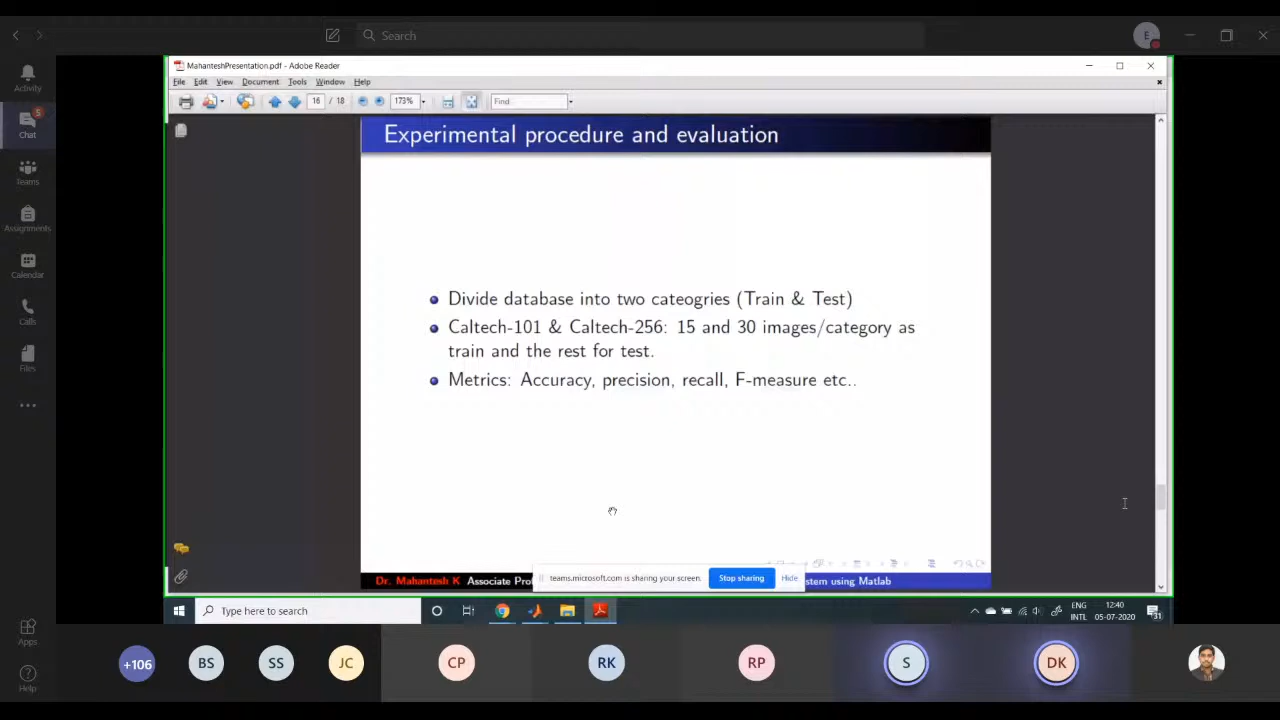 Search
E
Activity
5
Chat
Teams
Assignments
Calendar
Calls
Files
Apps
Help
MahanteshPresentation.pdf - Adobe Reader
File Edit View Document Tools Window Help
16 / 18 173% Find
Experimental procedure and evaluation
Divide database into two cateogries (Train & Test)
Caltech-101 & Caltech-256: 15 and 30 images/category as
train and the rest for test.
Metrics: Accuracy, precision, recall, F-measure etc..
teams.microsoft.com is sharing your screen. Stop sharing Hide
Dr. Mahantesh K Associate Prof stem using Matlab
Type here to search
ENG
INTL
12:40
05-07-2020
31
+106 BS SS JC CP RK RP S DK